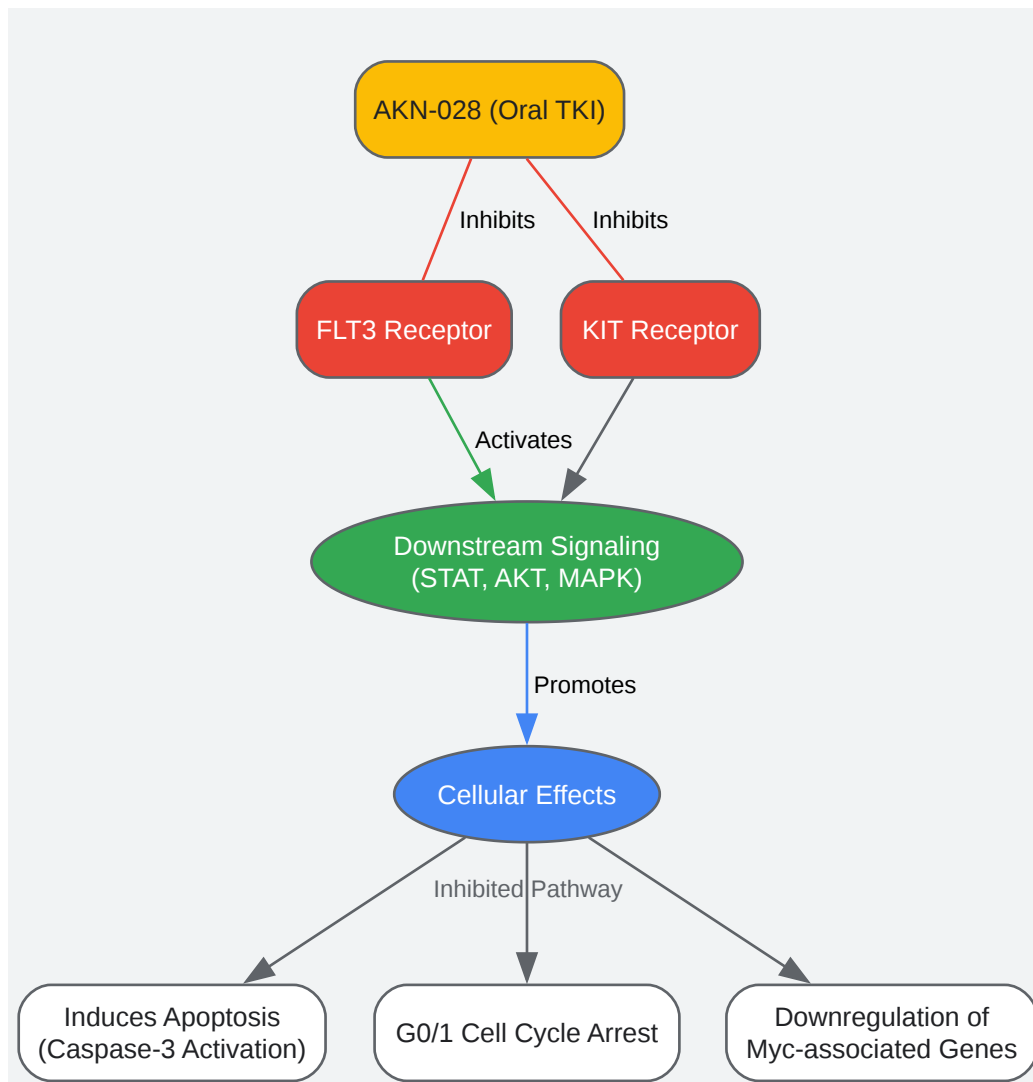 AKN-028 (Oral TKI)
Inhibits
Inhibits
FLT3 Receptor
KIT Receptor
Activates
Downstream Signaling
(STAT, AKT, MAPK)
Promotes
Cellular Effects
Inhibited Pathway
Induces Apoptosis
(Caspase-3 Activation)
G0/1 Cell Cycle Arrest
Downregulation of
Myc-associated Genes